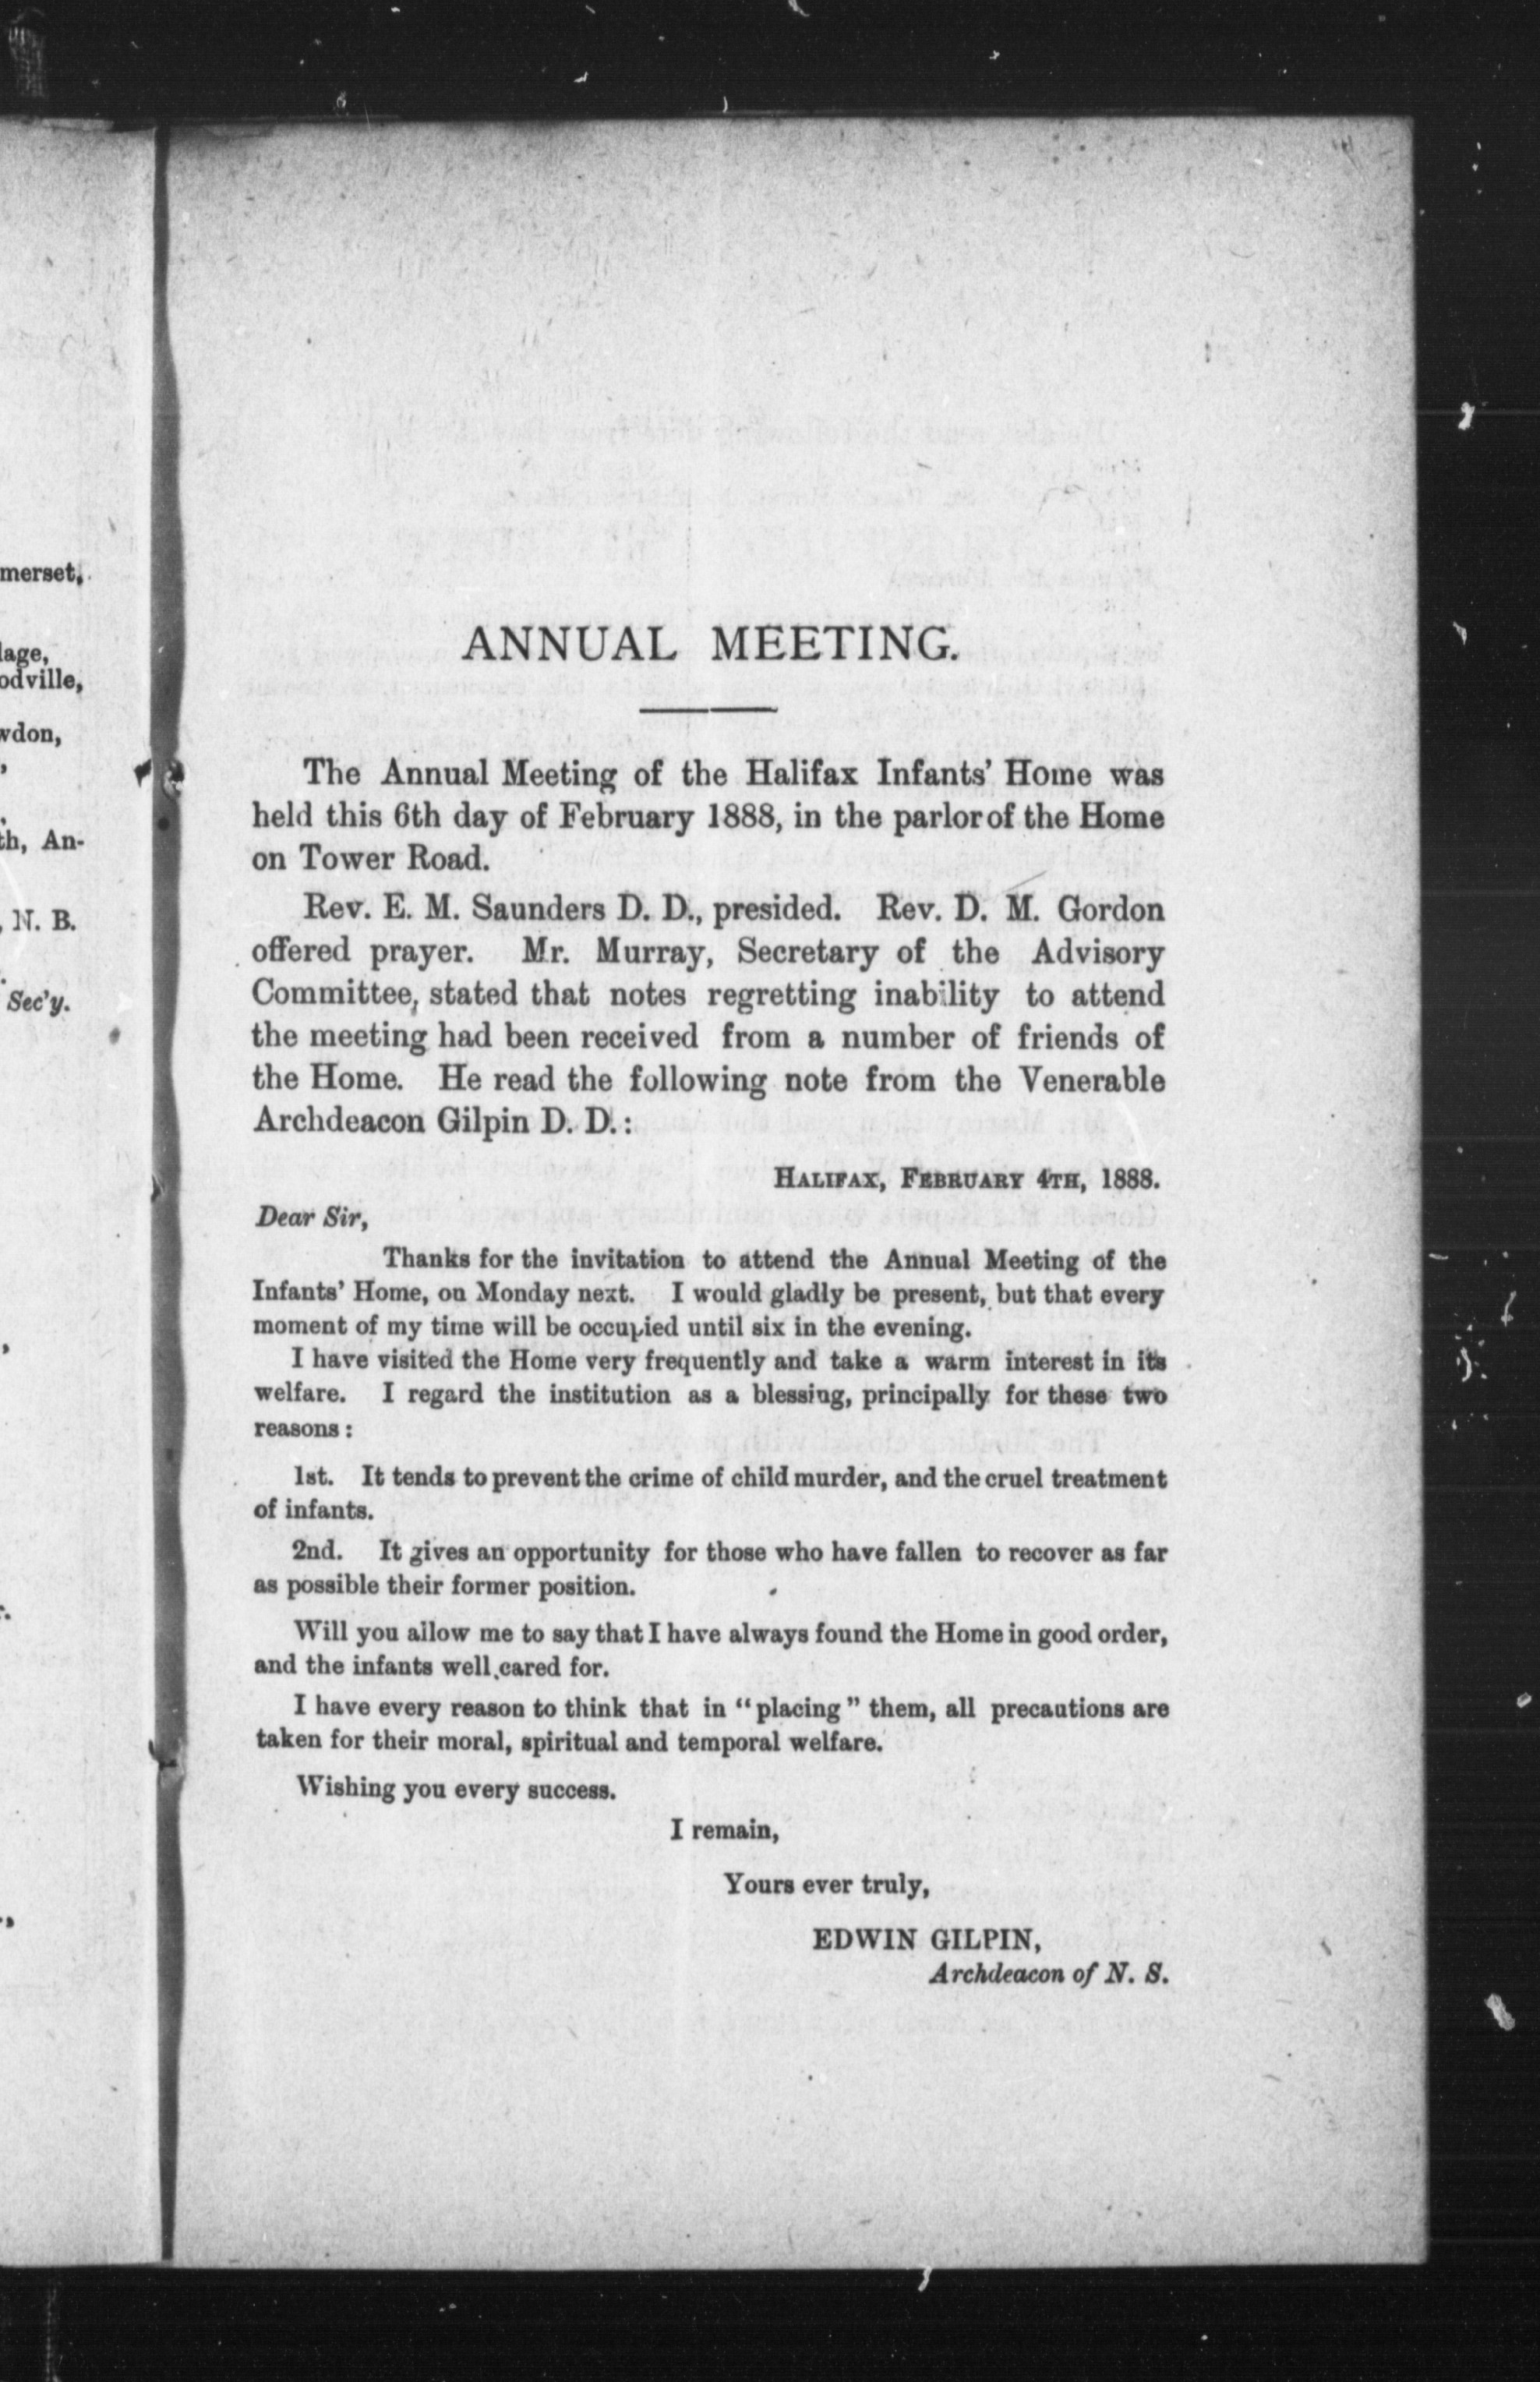 merset,
lage,
odville,
wdon,
th, An-
, N. B.
Sec'y.
ANNUAL MEETING.
The Annual Meeting of the Halifax Infants' Home was
held this 6th day of February 1888, in the parlor of the Home
on Tower Road.
Rev. E. M. Saunders D. D., presided. Rev. D. M. Gordon
offered prayer. Mr. Murray, Secretary of the Advisory
Committee, stated that notes regretting inability to attend
the meeting had been received from a number of friends of
the Home. He read the following note from the Venerable
Archdeacon Gilpin D. D.:
HALIFAX, FEBRUARY 4TH, 1888.
Dear Sir,
Thanks for the invitation to attend the Annual Meeting of the
Infants' Home, on Monday next. I would gladly be present, but that every
moment of my time will be occupied until six in the evening.
I have visited the Home very frequently and take a warm interest in its
welfare. I regard the institution as a blessing, principally for these two
reasons:
1st. It tends to prevent the crime of child murder, and the cruel treatment
of infants.
2nd. It gives an opportunity for those who have fallen to recover as far
as possible their former position.
Will you allow me to say that I have always found the Home in good order,
and the infants well cared for.
I have every reason to think that in "placing" them, all precautions are
taken for their moral, spiritual and temporal welfare.
Wishing you every success.
I remain,
Yours ever truly,
EDWIN GILPIN,
Archdeacon of N. S.